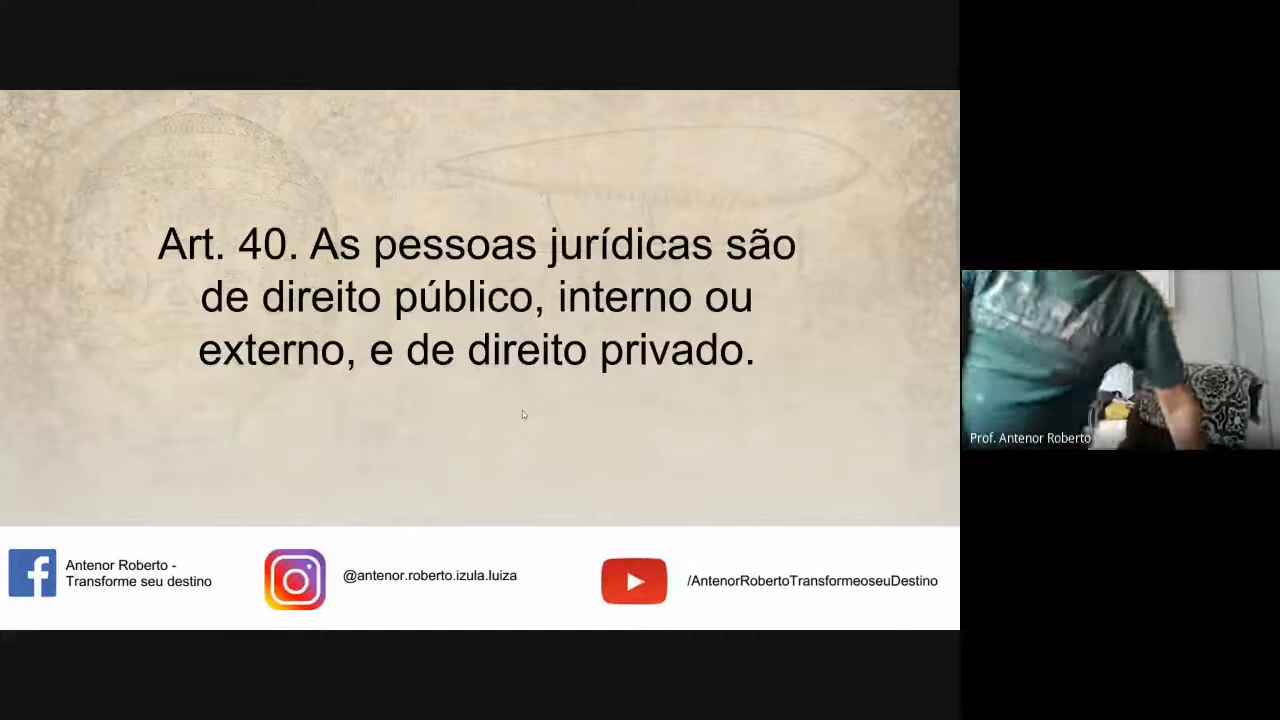 Art. 40. As pessoas jurídicas são
de direito público, interno ou
externo, e de direito privado.
Prof. Antenor Roberto
Antenor Roberto -
Transforme seu destino
@antenor.roberto.izula.luiza
/AntenorRobertoTransformeoseuDestino